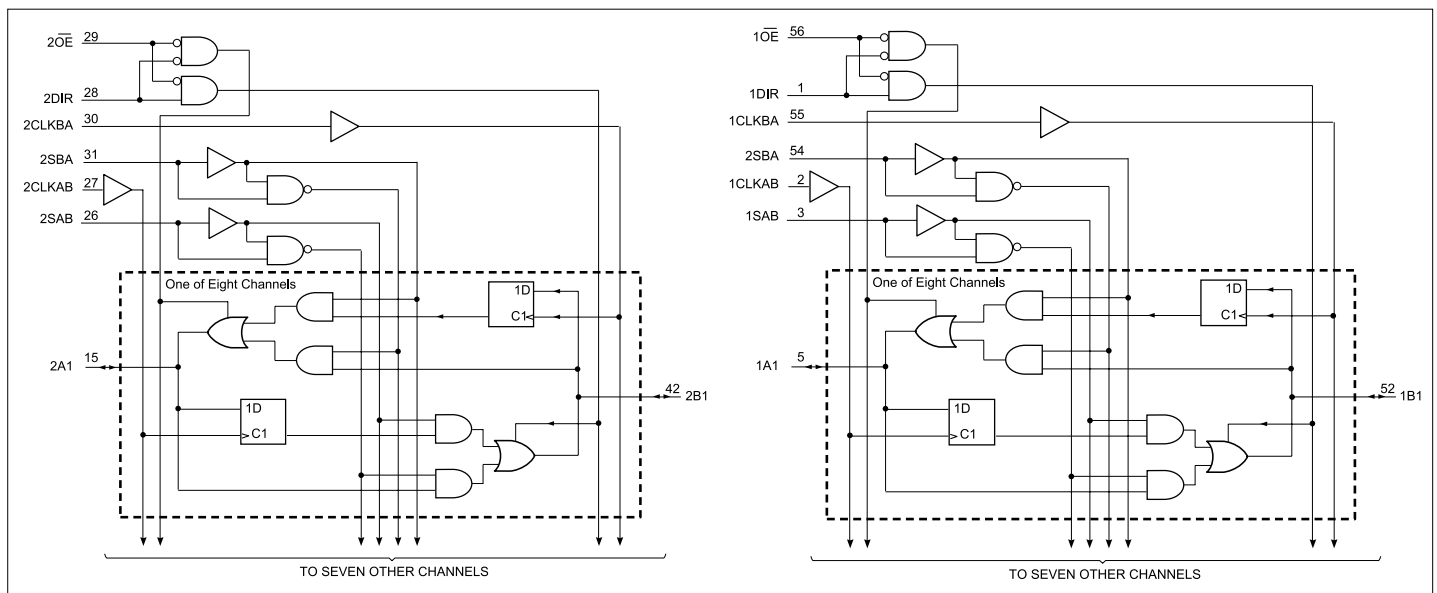 2O̅E̅ 29
2DIR 28
2CLKBA 30
2SBA 31
2CLKAB 27
2SAB 26
One of Eight Channels
1D
C1
2A1 15
1D
C1
42 2B1
TO SEVEN OTHER CHANNELS
1O̅E̅ 56
1DIR 1
1CLKBA 55
2SBA 54
1CLKAB 2
1SAB 3
One of Eight Channels
1D
C1
1A1 5
1D
C1
52 1B1
TO SEVEN OTHER CHANNELS